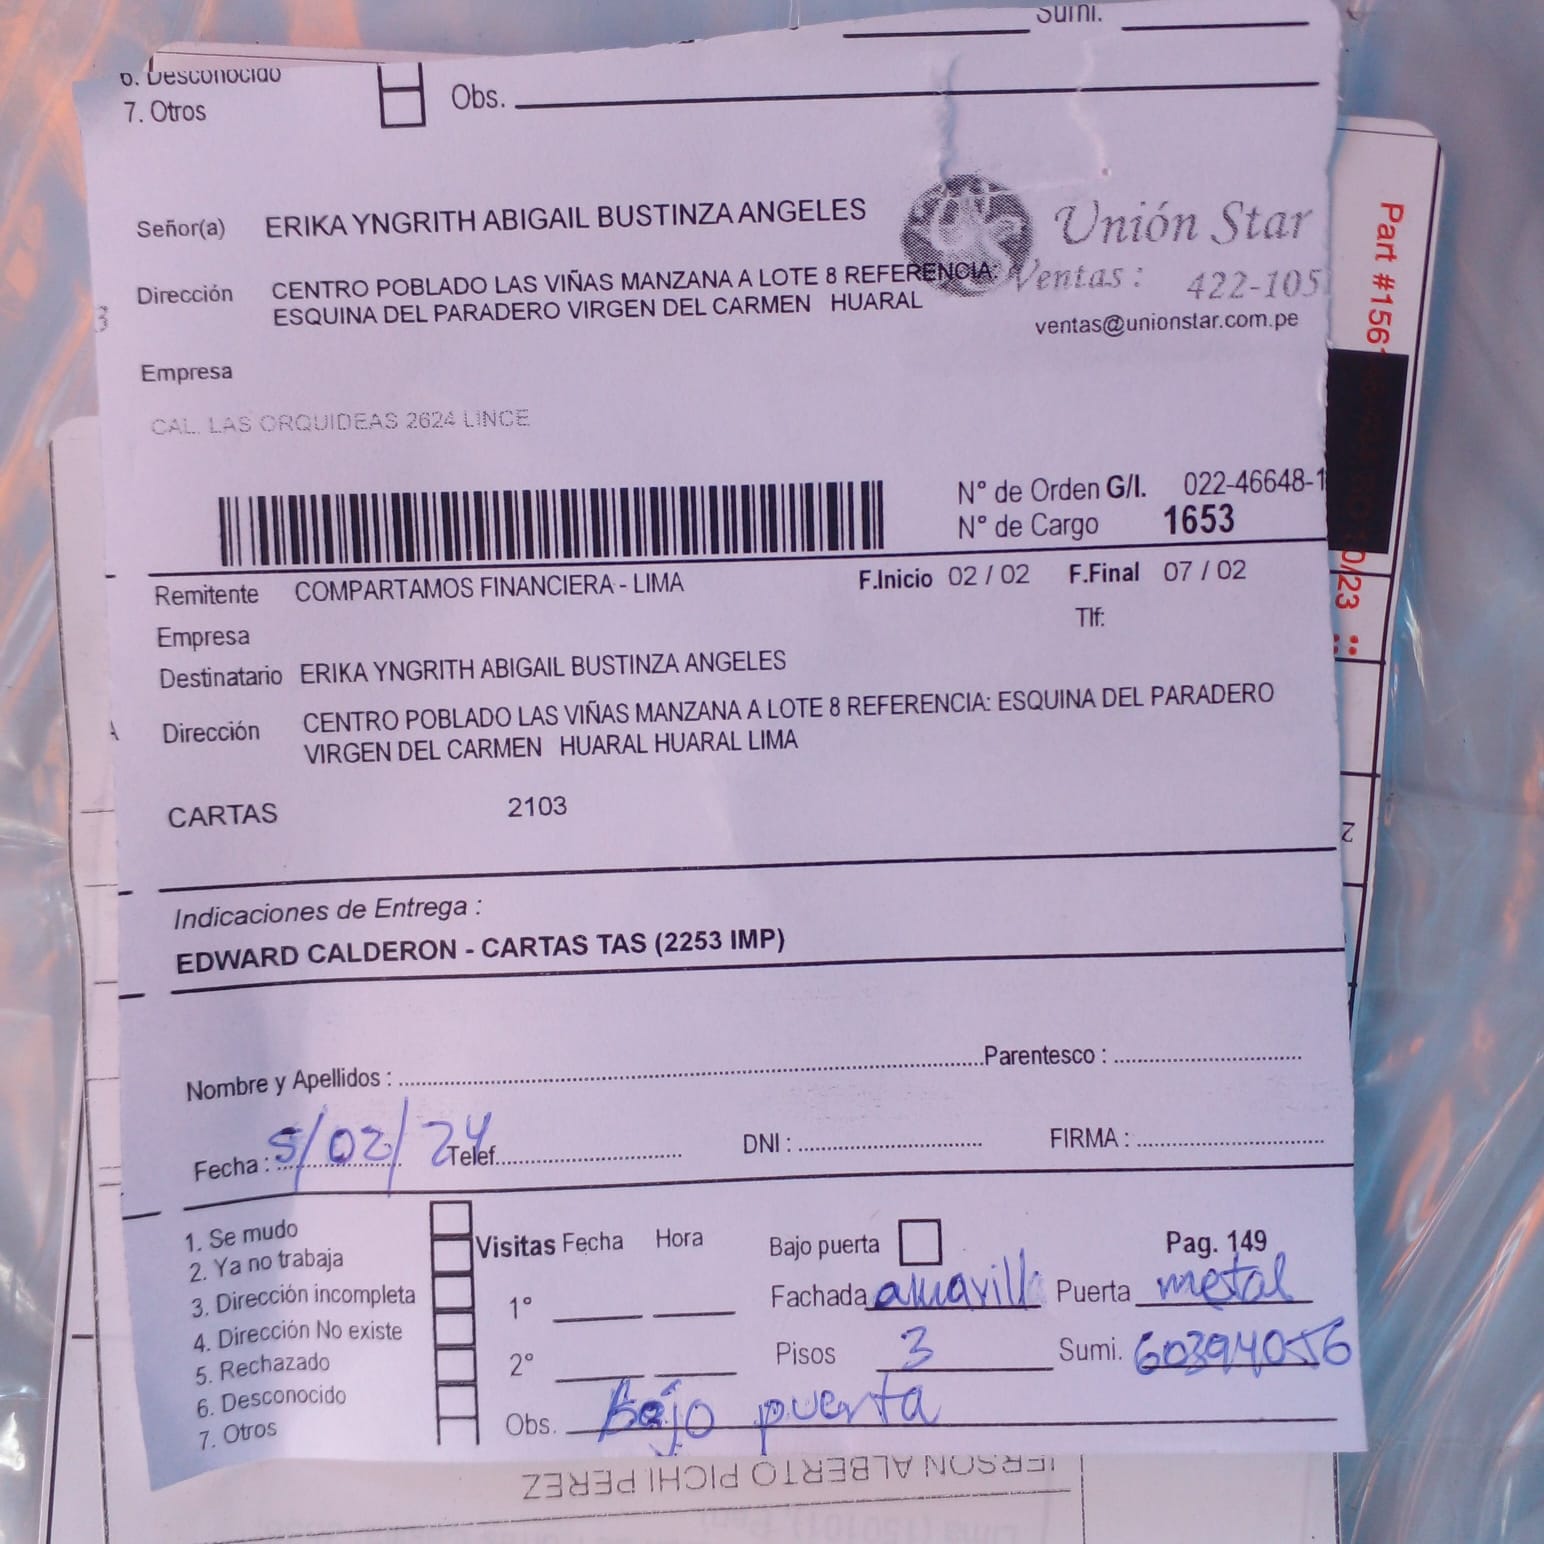 Sumi.
6. Desconocido
7. Otros Obs.
Señor(a) ERIKA YNGRITH ABIGAIL BUSTINZA ANGELES
Unión Star
Dirección CENTRO POBLADO LAS VIÑAS MANZANA A LOTE 8 REFERENCIA:
ESQUINA DEL PARADERO VIRGEN DEL CARMEN HUARAL
Ventas: 422-105
ventas@unionstar.com.pe
Empresa
CAL. LAS ORQUIDEAS 2624 LINCE
N° de Orden G/I. 022-46648-1
N° de Cargo 1653
Remitente COMPARTAMOS FINANCIERA - LIMA F.Inicio 02 / 02 F.Final 07 / 02
Empresa Tlf:
Destinatario ERIKA YNGRITH ABIGAIL BUSTINZA ANGELES
Dirección CENTRO POBLADO LAS VIÑAS MANZANA A LOTE 8 REFERENCIA: ESQUINA DEL PARADERO
VIRGEN DEL CARMEN HUARAL HUARAL LIMA
CARTAS 2103
Indicaciones de Entrega :
EDWARD CALDERON - CARTAS TAS (2253 IMP)
Nombre y Apellidos : Parentesco :
Fecha : 5/02/24 Telef. DNI : FIRMA :
1. Se mudo
2. Ya no trabaja
3. Dirección incompleta
4. Dirección No existe
5. Rechazado
6. Desconocido
7. Otros
Visitas Fecha Hora
1°
2°
Bajo puerta Pag. 149
Fachada amarilla Puerta metal
Pisos 3 Sumi. 60394056
Obs. Bajo puerta
Part #156
0/23
JERSON ALBERTO PICHI PEREZ